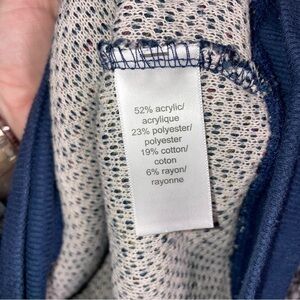 52% acrylic/
acrylique
23% polyester/
polyester
19% cotton/
coton
6% rayon/
rayonne